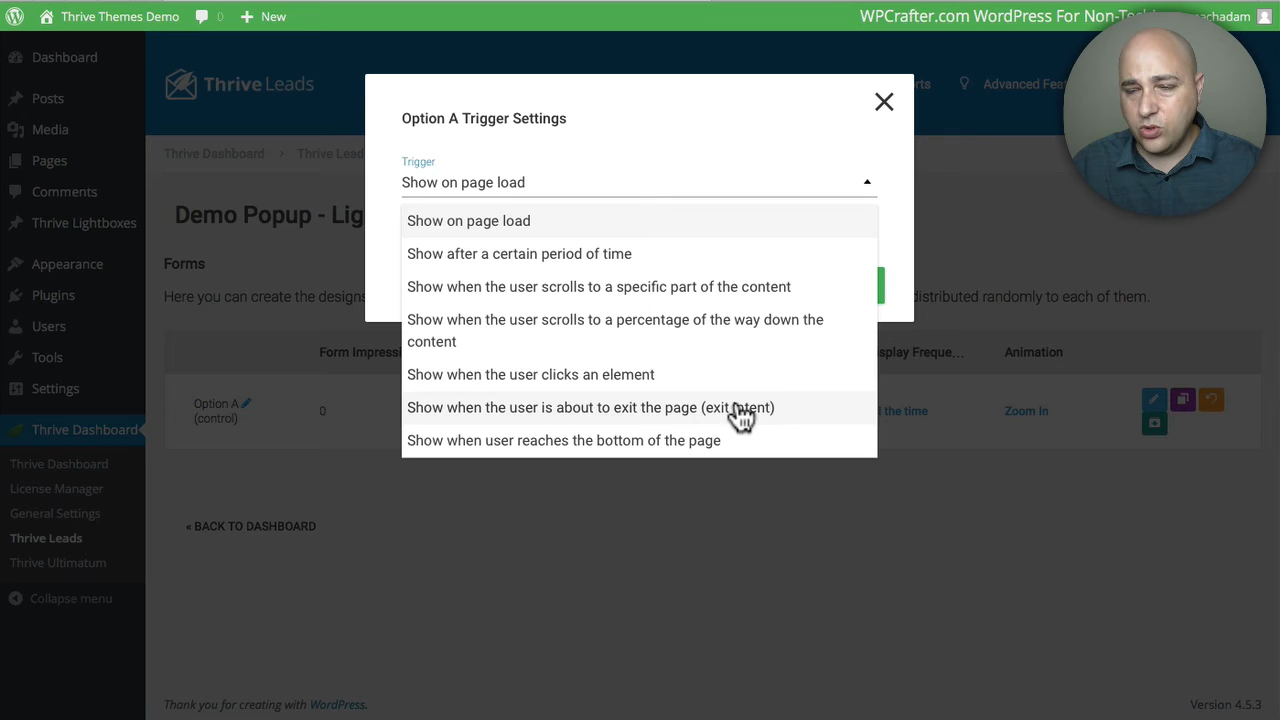 Thrive Themes Demo
0
New
WPCrafter.com WordPress For Non-Tech
achadam
Dashboard
Posts
Media
Pages
Comments
Thrive Lightboxes
Appearance
Plugins
Users
Tools
Settings
Thrive Dashboard
Thrive Dashboard
License Manager
General Settings
Thrive Leads
Thrive Ultimatum
Collapse menu
Thrive Leads
Advanced Fea
Thrive Dashboard > Thrive Lead
Demo Popup - Lig
Forms
Here you can create the designs
distributed randomly to each of them.
Form Impressi
splay Freque...
Animation
Option A
(control)
0
l the time
Zoom In
« BACK TO DASHBOARD
Option A Trigger Settings
Trigger
Show on page load
Show on page load
Show after a certain period of time
Show when the user scrolls to a specific part of the content
Show when the user scrolls to a percentage of the way down the
content
Show when the user clicks an element
Show when the user is about to exit the page (exit intent)
Show when user reaches the bottom of the page
Thank you for creating with WordPress.
Version 4.5.3